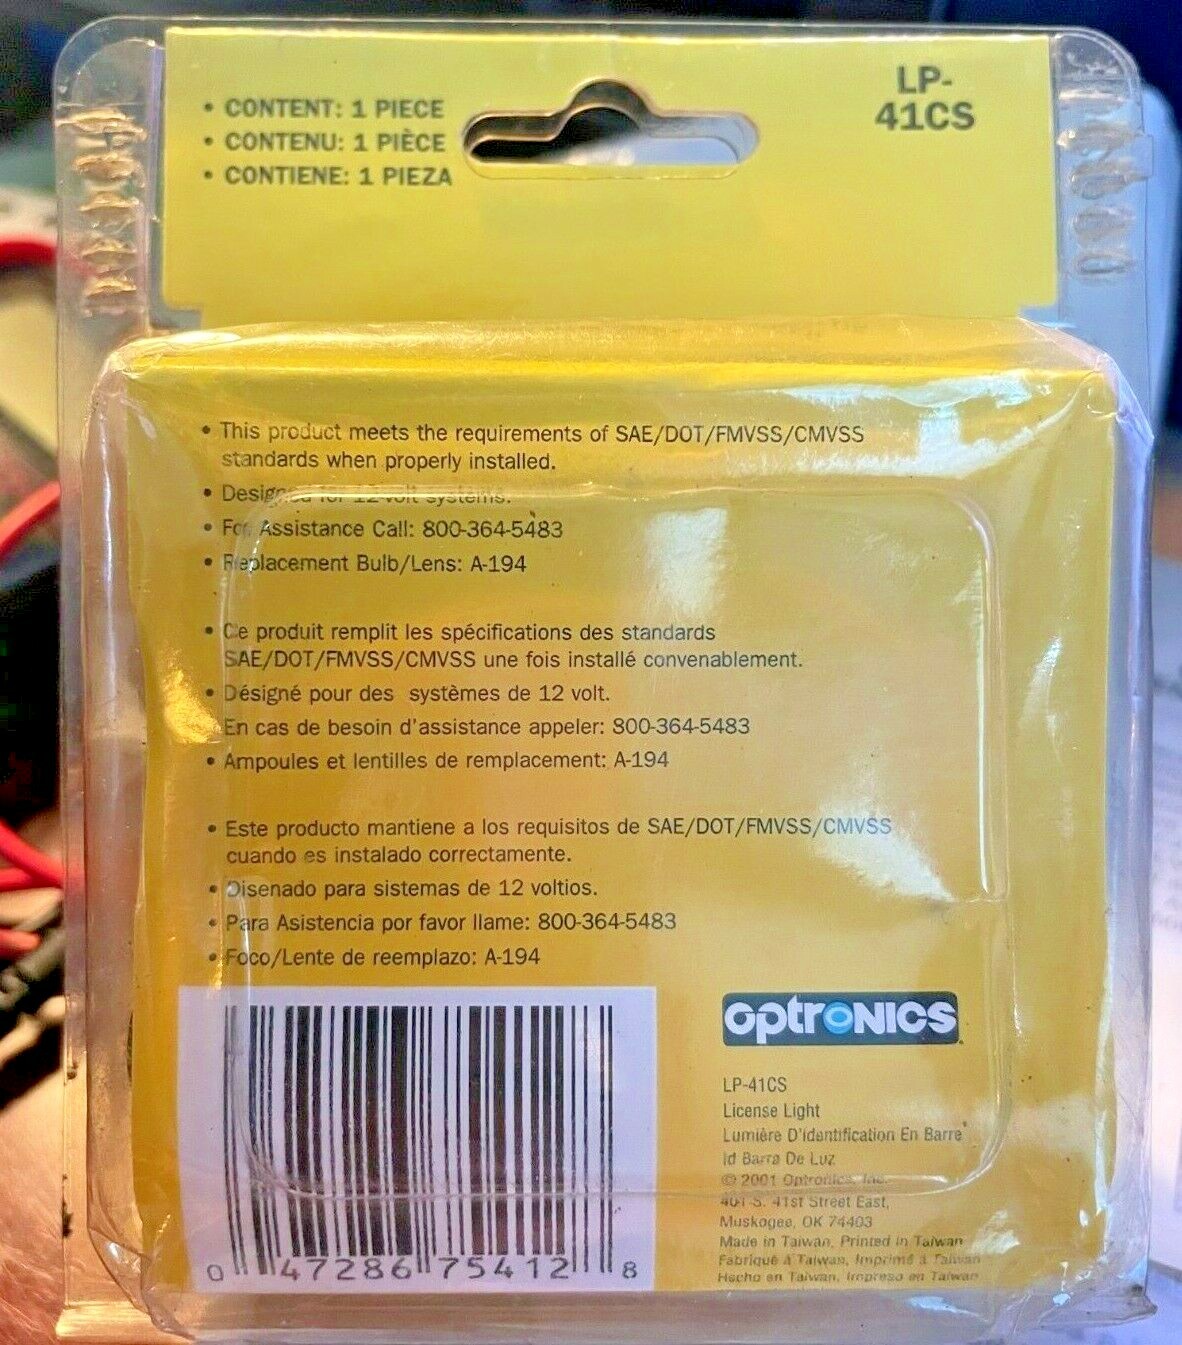 • CONTENT: 1 PIECE
• CONTENU: 1 PIÈCE
• CONTIENE: 1 PIEZA
LP-
41CS
• This product meets the requirements of SAE/DOT/FMVSS/CMVSS
standards when properly installed.
• Designed for 12-volt systems.
• For Assistance Call: 800-364-5483
• Replacement Bulb/Lens: A-194
• Ce produit remplit les spécifications des standards
SAE/DOT/FMVSS/CMVSS une fois installé convenablement.
• Désigné pour des systèmes de 12 volt.
En cas de besoin d'assistance appeler: 800-364-5483
• Ampoules et lentilles de remplacement: A-194
• Este producto mantiene a los requisitos de SAE/DOT/FMVSS/CMVSS
cuando es instalado correctamente.
• Disenado para sistemas de 12 voltios.
• Para Asistencia por favor llame: 800-364-5483
• Foco/Lente de reemplazo: A-194
0 47286 75412 8
optronics
LP-41CS
License Light
Lumière D'identification En Barre
Id Barra De Luz
© 2001 Optronics, Inc.
401 S. 41st Street East,
Muskogee, OK 74403
Made in Taiwan, Printed in Taiwan
Fabriqué à Taiwan, Imprimé à Taiwan
Hecho en Taiwan, Impreso en Taiwan